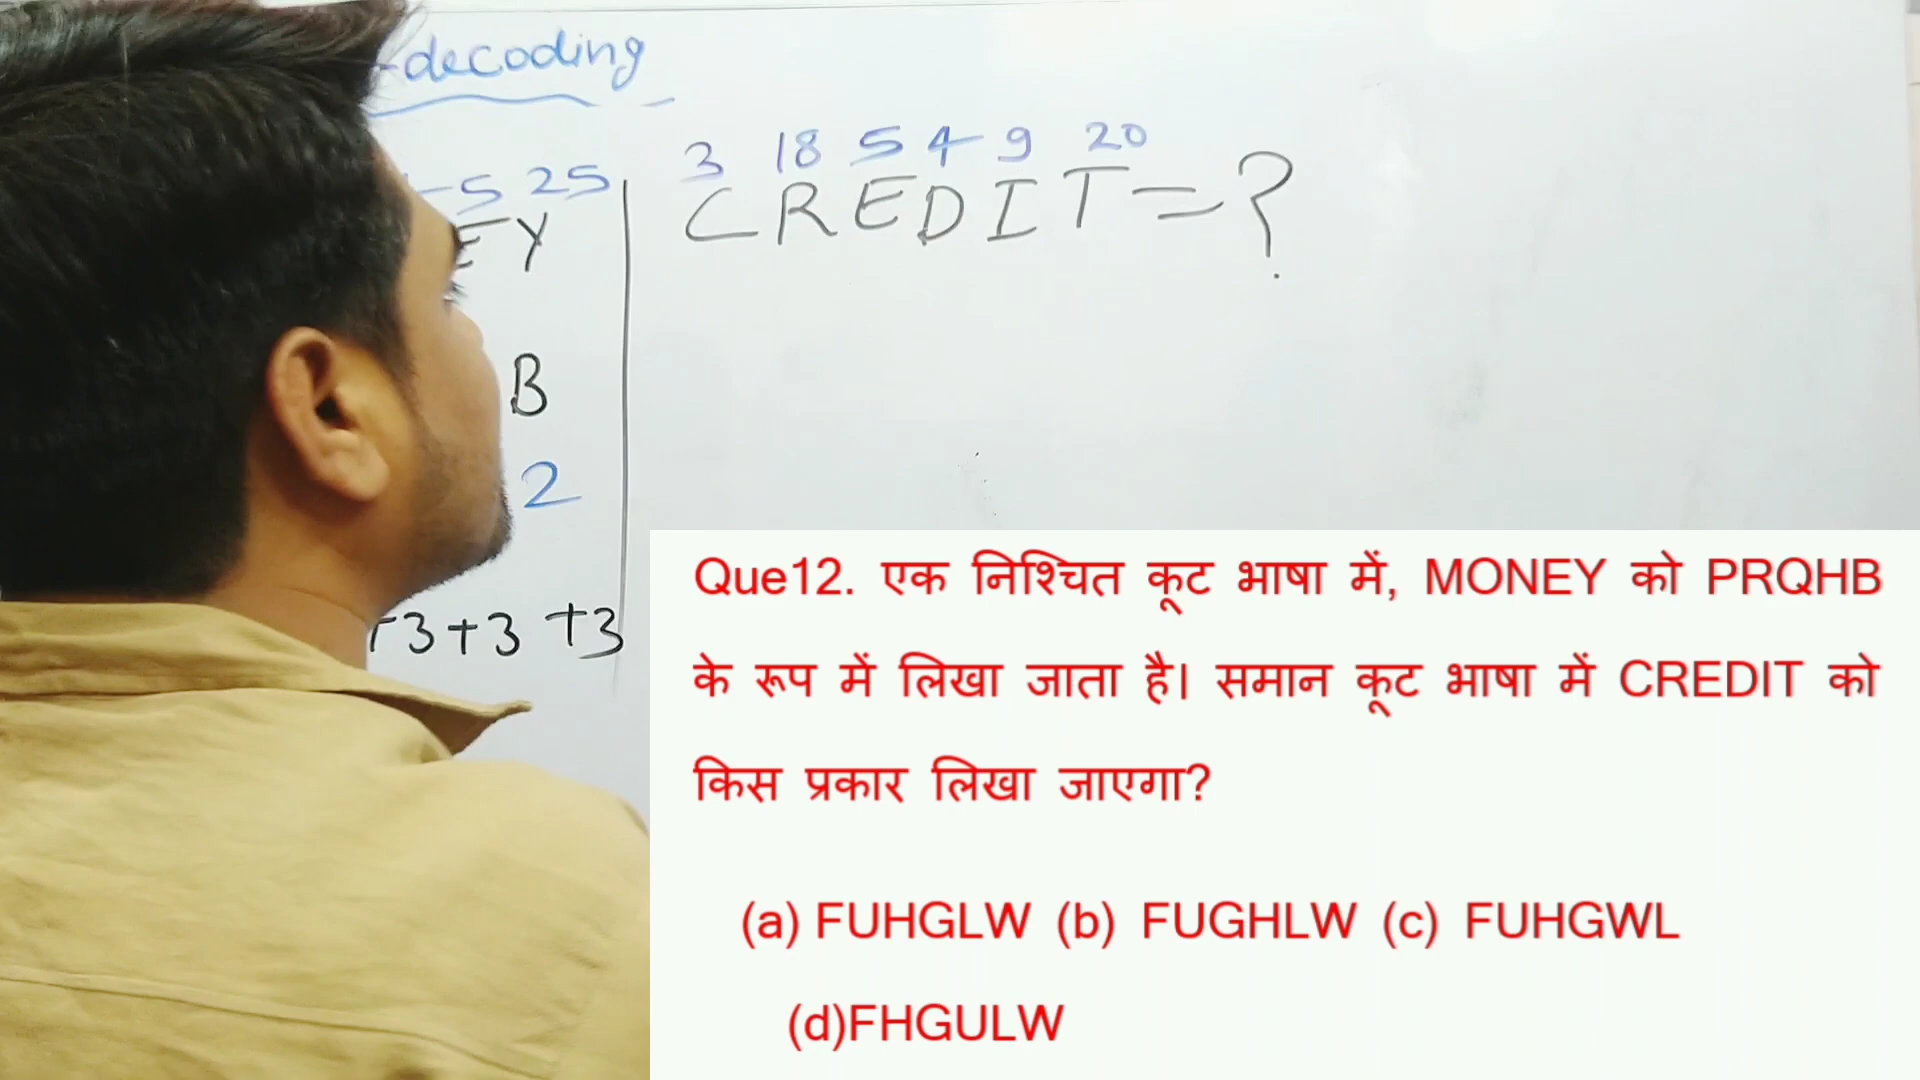 decoding
5 25
3 18 5 4 9 20
E Y
CREDIT=?
B
2
+3+3 +3
Que12. एक निश्चित कूट भाषा में, MONEY को PRQHB
के रूप में लिखा जाता है। समान कूट भाषा में CREDIT को
किस प्रकार लिखा जाएगा?
(a) FUHGLW (b) FUGHLW (c) FUHGWL
(d)FHGULW